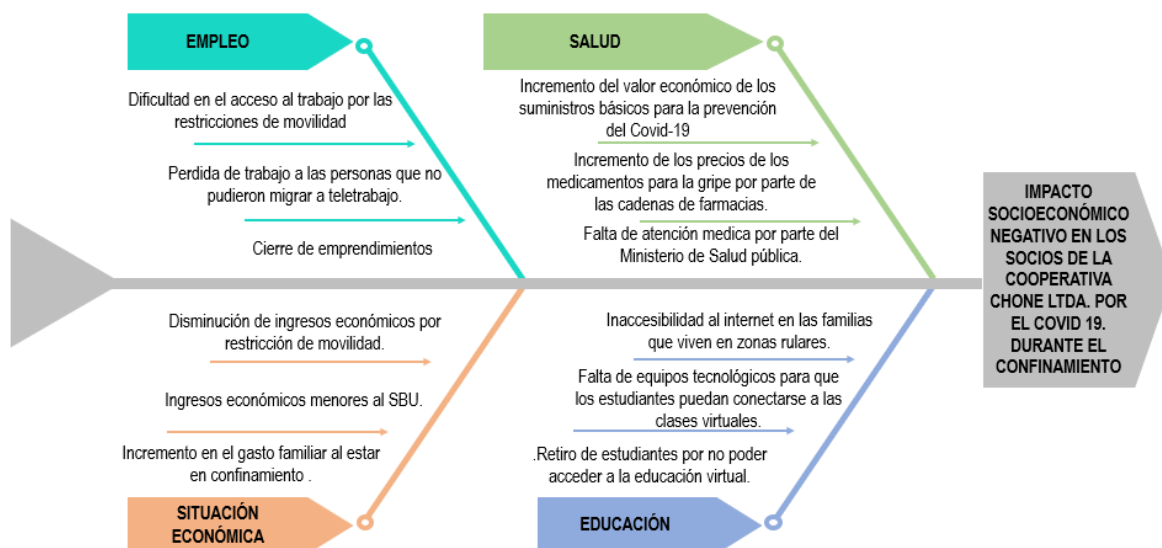 EMPLEO
Dificultad en el acceso al trabajo por las
restricciones de movilidad
Perdida de trabajo a las personas que no
pudieron migrar a teletrabajo.
Cierre de emprendimientos
SALUD
Incremento del valor económico de los
suministros básicos para la prevención
del Covid-19
Incremento de los precios de los
medicamentos para la gripe por parte de
las cadenas de farmacias.
Falta de atención medica por parte del
Ministerio de Salud pública.
IMPACTO
SOCIOECONÓMICO
NEGATIVO EN LOS
SOCIOS DE LA
COOPERATIVA
CHONE LTDA. POR
EL COVID 19.
DURANTE EL
CONFINAMIENTO
Disminución de ingresos económicos por
restricción de movilidad.
Ingresos económicos menores al SBU.
Incremento en el gasto familiar al estar
en confinamiento .
SITUACIÓN
ECONÓMICA
Inaccesibilidad al internet en las familias
que viven en zonas rulares.
Falta de equipos tecnológicos para que
los estudiantes puedan conectarse a las
clases virtuales.
.Retiro de estudiantes por no poder
acceder a la educación virtual.
EDUCACIÓN